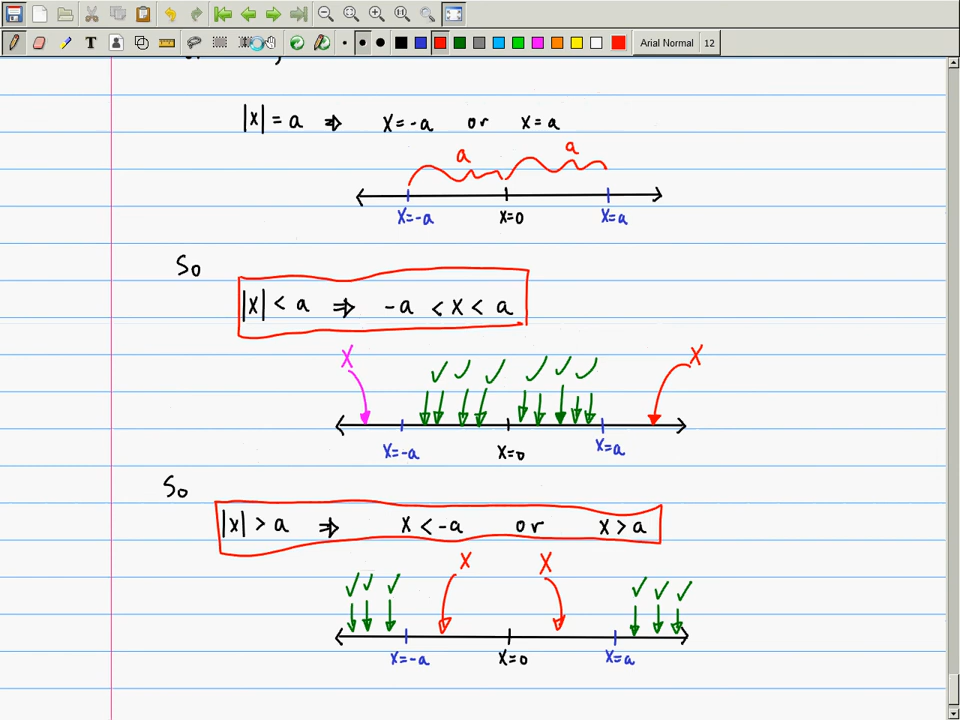 Arial Normal 12
|x| = a ⇒ x=-a or x=a
a a
x=-a x=0 x=a
So
|x| < a ⇒ -a < x < a
X X
✓ ✓ ✓ ✓ ✓ ✓
x=-a x=0 x=a
So
|x| > a ⇒ x < -a or x > a
X X
✓ ✓ ✓ ✓ ✓ ✓
x=-a x=0 x=a